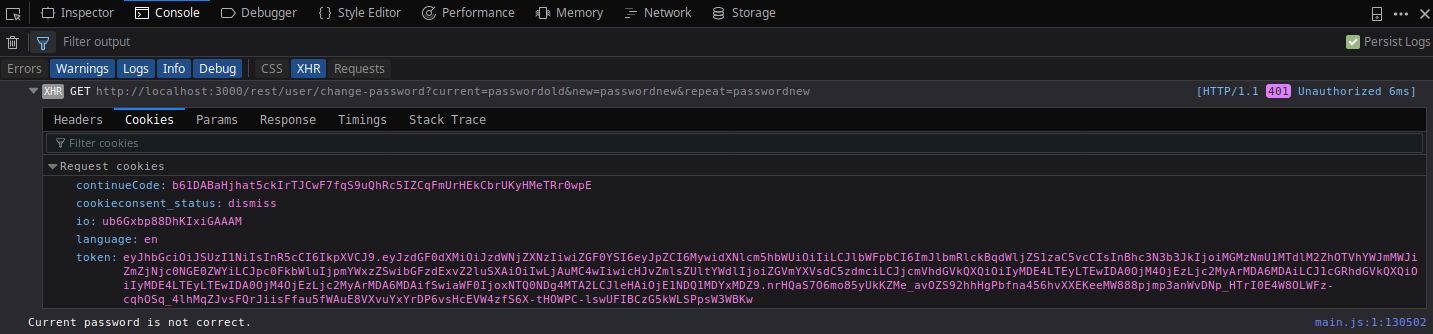 Inspector Console Debugger Style Editor Performance Memory Network Storage
Filter output Persist Logs
Errors Warnings Logs Info Debug CSS XHR Requests
XHR GET http://localhost:3000/rest/user/change-password?current=passwordold&new=passwordnew&repeat=passwordnew [HTTP/1.1 401 Unauthorized 6ms]
Headers Cookies Params Response Timings Stack Trace
Filter cookies
Request cookies
continueCode: b61DABaHjhat5ckIrTJCwF7fqS9uQhRc5IZCqFmUrHEkCbrUKyHMeTRr0wpE
cookieconsent_status: dismiss
io: ub6Gxbp88DhKIxiGAAAM
language: en
token: eyJhbGciOiJSUzI1NiIsInR5cCI6IkpXVCJ9.eyJzdGF0dXMiOiJzdWNjZXNzIiwiZGF0YSI6eyJpZCI6MywidXNlcm5hbWUiOiIiLCJlbWFpbCI6ImJlbmRlckBqdWljZS1zaC5vcCIsInBhc3N3b3JkIjoiMGMzNmU1MTdlM2ZhOTVhYWJmMWJi
ZmZjNjc0NGE0ZWYiLCJpc0FkbWluIjpmYWxzZSwibGFzdExvZ2luSXAiOiIwLjAuMC4wIiwicHJvZmlsZUltYWdlIjoiZGVmYXVsdC5zdmciLCJjcmVhdGVkQXQiOiIyMDE4LTEyLTEwIDA0OjM4OjEzLjc2MyArMDA6MDAiLCJ1cGRhdGVkQXQiO
iIyMDE4LTEyLTEwIDA0OjM4OjEzLjc2MyArMDA6MDAifSwiaWF0IjoxNTQ0NDg4MTA2LCJleHAiOjE1NDQ1MDYxMDZ9.nrHQaS7O6mo85yUkKZMe_avOZS92hhHgPbfna456hvXXEKeeMW888pjmp3anWvDNp_HTrI0E4W8OLWFz-
cqhOSq_4lhMqZJvsFQrJiisFfau5fWAuE8VXvuYxYrDP6vsHcEVW4zfS6X-tHOWPC-lswUFIBCzG5kWLSPpsW3WBKw
Current password is not correct. main.js:1:130502